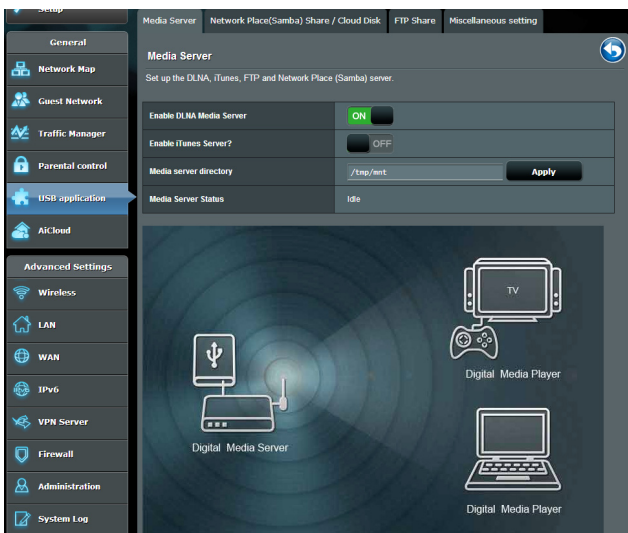 Setup
General
Network Map
Guest Network
Traffic Manager
Parental control
USB application
AiCloud
Advanced Settings
Wireless
LAN
WAN
IPv6
VPN Server
Firewall
Administration
System Log
Media Server Network Place(Samba) Share / Cloud Disk FTP Share Miscellaneous setting
Media Server
Set up the DLNA, iTunes, FTP and Network Place (Samba) server.
Enable DLNA Media Server ON
Enable iTunes Server? OFF
Media server directory /tmp/mnt Apply
Media Server Status Idle
TV
Digital Media Player
Digital Media Server
Digital Media Player